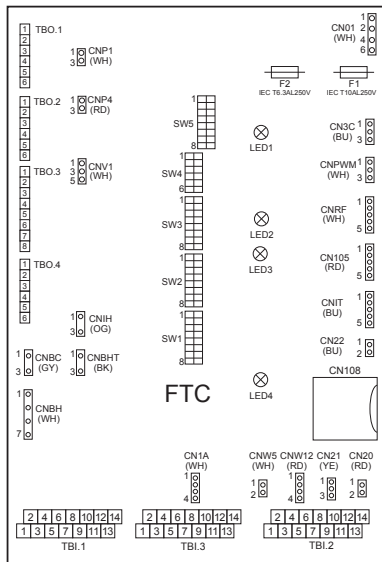 TBO.1
1
2
3
4
5
6
CNP1
(WH)
1
3
CN01
(WH)
1
2
4
6
F2
IEC T6.3AL250V
F1
IEC T10AL250V
TBO.2
1
2
3
4
5
6
CNP4
(RD)
1
3
SW5
1
8
LED1
CN3C
(BU)
1
3
TBO.3
1
2
3
4
5
6
7
8
CNV1
(WH)
1
3
5
SW4
1
6
CNPWM
(WH)
1
3
SW3
1
8
LED2
CNRF
(WH)
1
5
TBO.4
1
2
3
4
5
6
SW2
1
8
LED3
CN105
(RD)
1
5
CNIH
(OG)
1
3
SW1
1
8
CNIT
(BU)
1
5
CNBC
(GY)
1
3
CNBHT
(BK)
1
3
CN22
(BU)
1
2
CNBH
(WH)
1
7
FTC
LED4
CN108
CN1A
(WH)
1
4
CNW5
(WH)
1
2
CNW12
(RD)
1
4
CN21
(YE)
1
3
CN20
(RD)
1
2
2 4 6 8 10 12 14
1 3 5 7 9 11 13
TBI.1
2 4 6 8 10 12 14
1 3 5 7 9 11 13
TBI.3
2 4 6 8 10 12 14
1 3 5 7 9 11 13
TBI.2